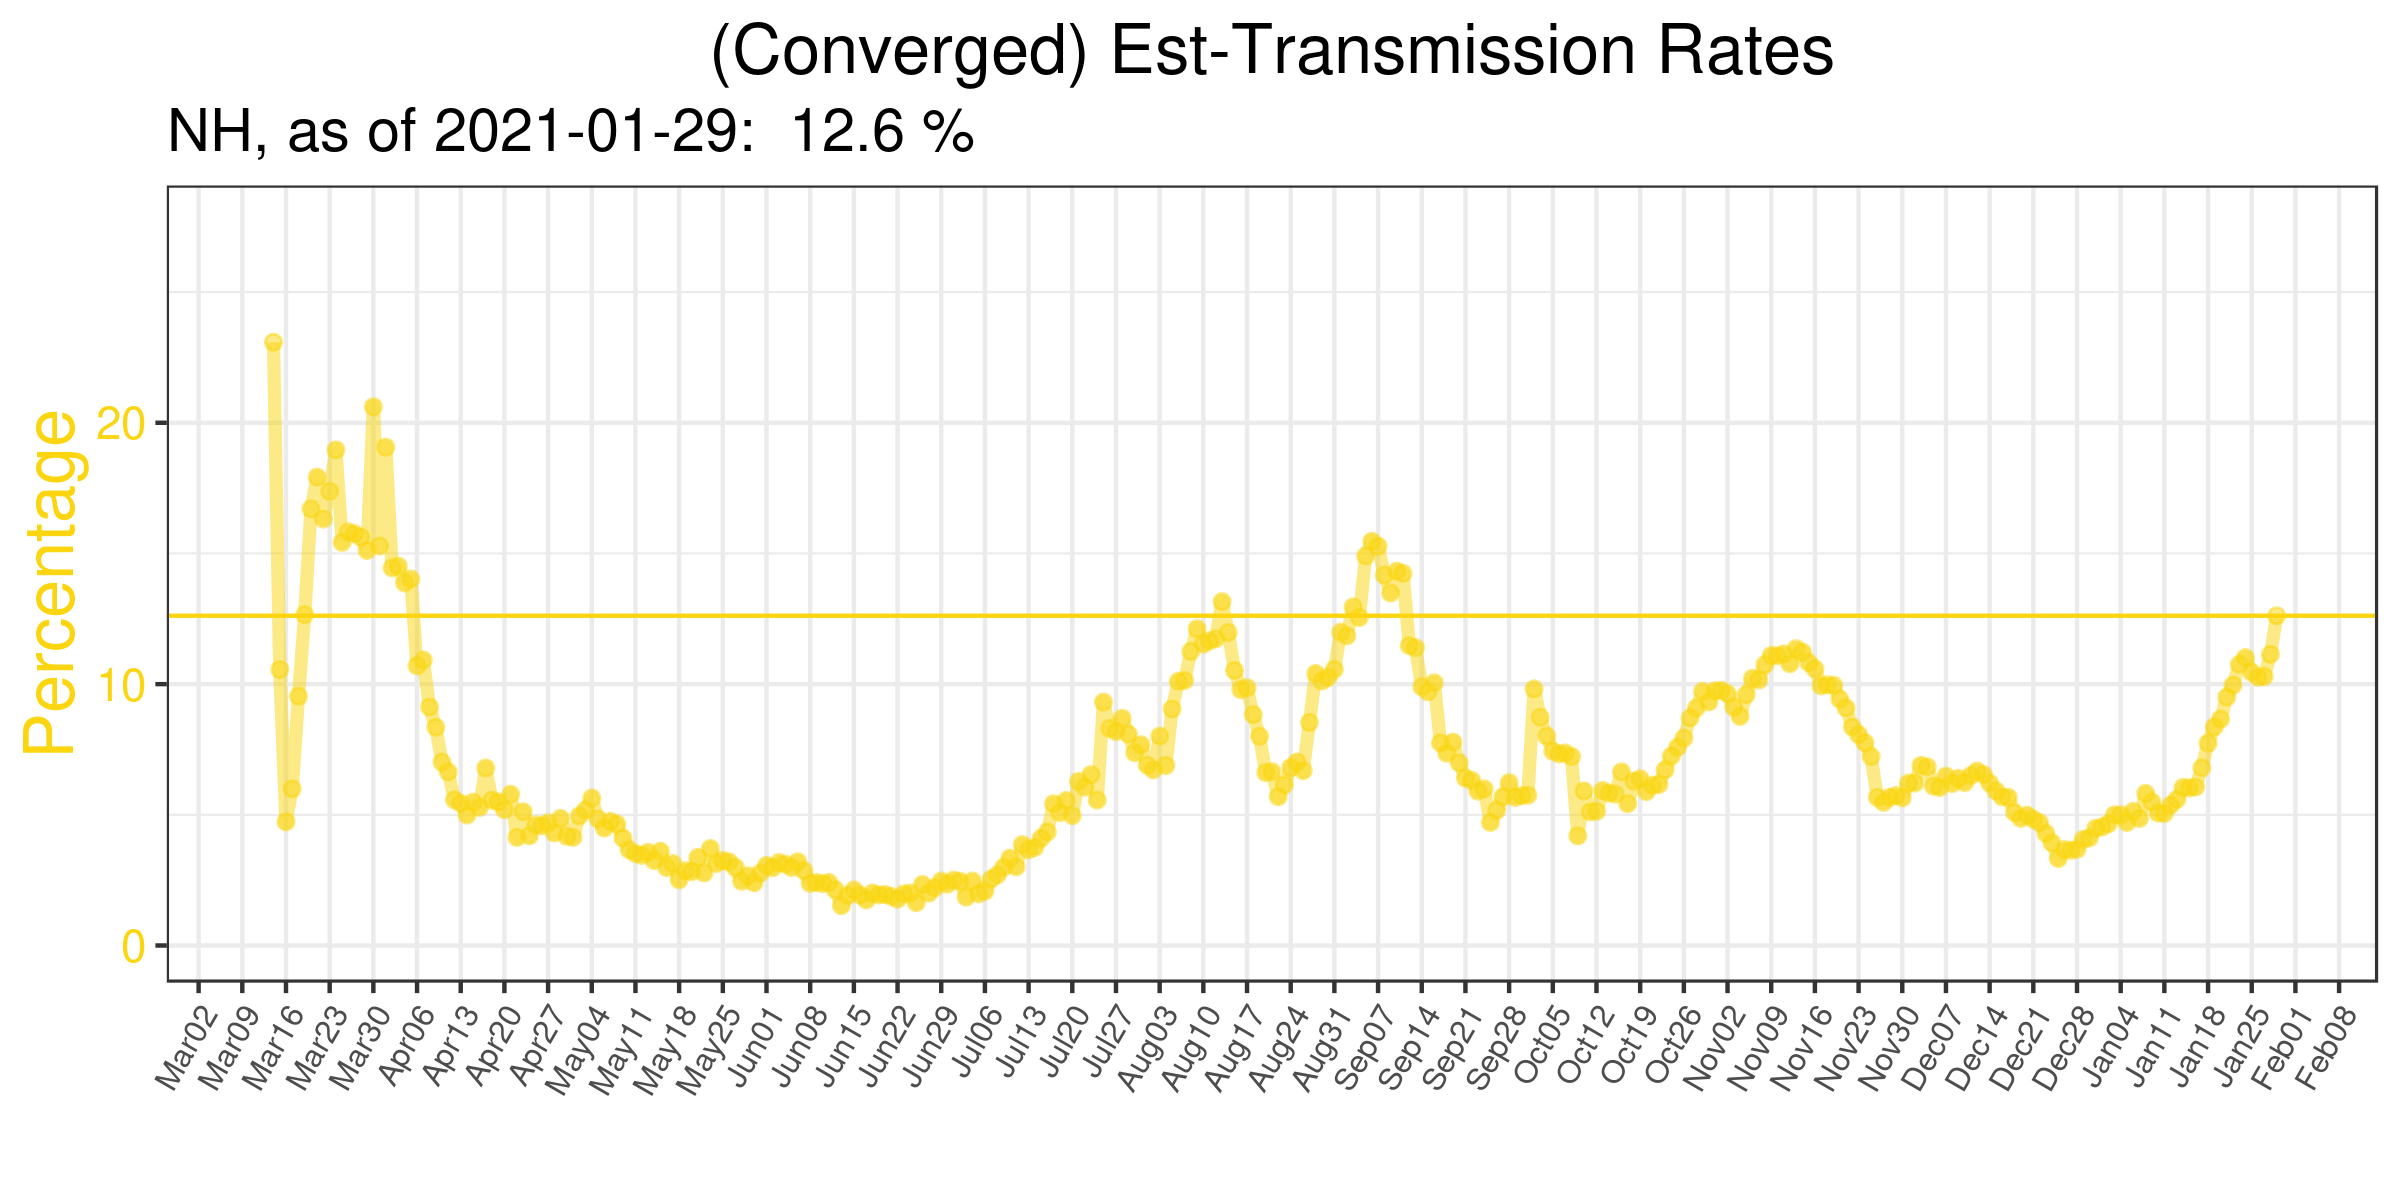 (Converged) Est-Transmission Rates
NH, as of 2021-01-29:  12.6 %
Percentage
20
10
0
Mar02
Mar09
Mar16
Mar23
Mar30
Apr06
Apr13
Apr20
Apr27
May04
May11
May18
May25
Jun01
Jun08
Jun15
Jun22
Jun29
Jul06
Jul13
Jul20
Jul27
Aug03
Aug10
Aug17
Aug24
Aug31
Sep07
Sep14
Sep21
Sep28
Oct05
Oct12
Oct19
Oct26
Nov02
Nov09
Nov16
Nov23
Nov30
Dec07
Dec14
Dec21
Dec28
Jan04
Jan11
Jan18
Jan25
Feb01
Feb08